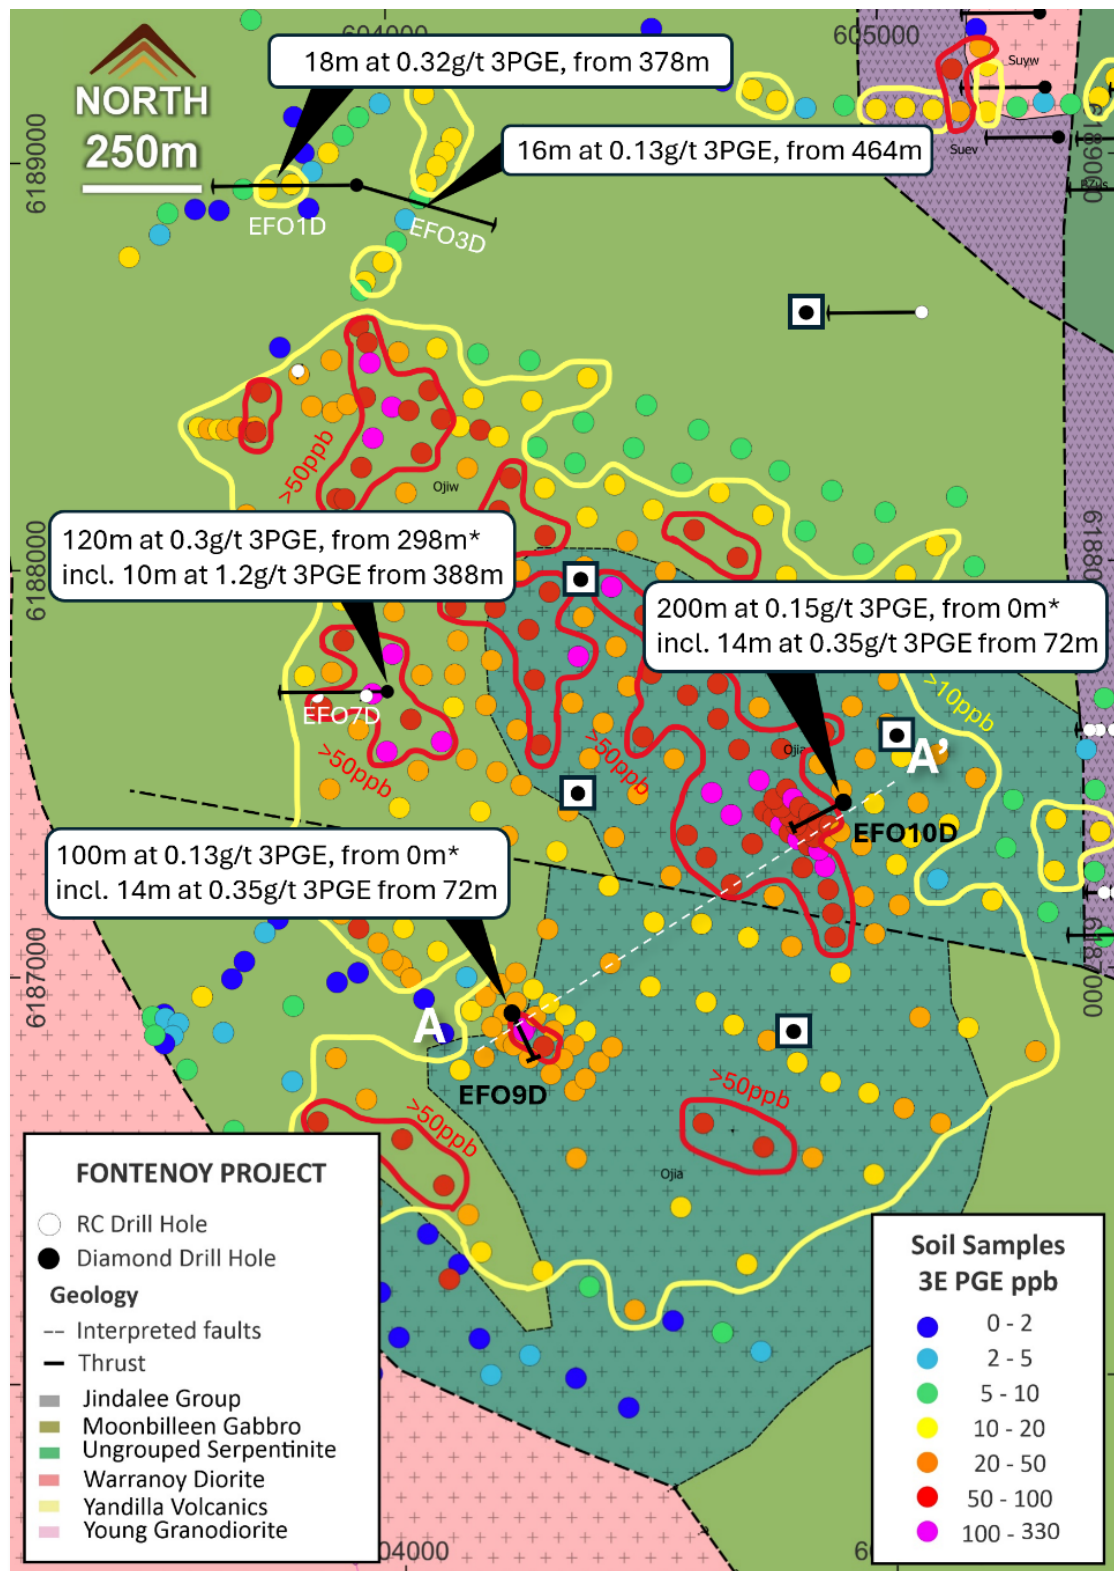 604000
605000
Suyw
18m at 0.32g/t 3PGE, from 378m
NORTH
250m
6189000
16m at 0.13g/t 3PGE, from 464m
Suev
6189000
EFO1D
EFO3D
>50ppb
Ojiw
6188000
6188000
120m at 0.3g/t 3PGE, from 298m*
incl. 10m at 1.2g/t 3PGE from 388m
200m at 0.15g/t 3PGE, from 0m*
incl. 14m at 0.35g/t 3PGE from 72m
>10ppb
EFO7D
>50ppb
>50ppb
Ojia
A'
EFO10D
100m at 0.13g/t 3PGE, from 0m*
incl. 14m at 0.35g/t 3PGE from 72m
6187000
6187000
A
EFO9D
>50ppb
>50ppb
Ojia
FONTENOY PROJECT
RC Drill Hole
Diamond Drill Hole
Geology
Interpreted faults
Thrust
Jindalee Group
Moonbilleen Gabbro
Ungrouped Serpentinite
Warranoy Diorite
Yandilla Volcanics
Young Granodiorite
Soil Samples
3E PGE ppb
0 - 2
2 - 5
5 - 10
10 - 20
20 - 50
50 - 100
100 - 330
04000